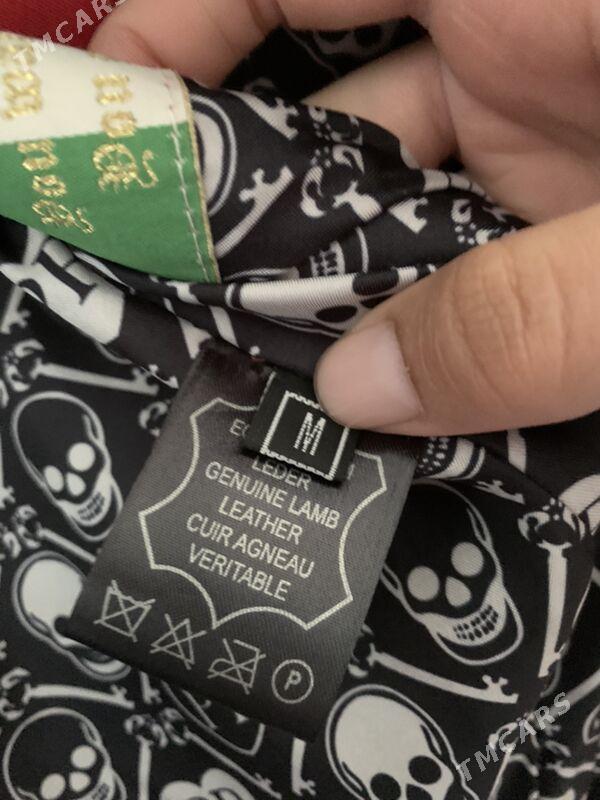 TMCARS
M
LEDER
GENUINE LAMB
LEATHER
CUIR AGNEAU
VERITABLE
P
TMCARS